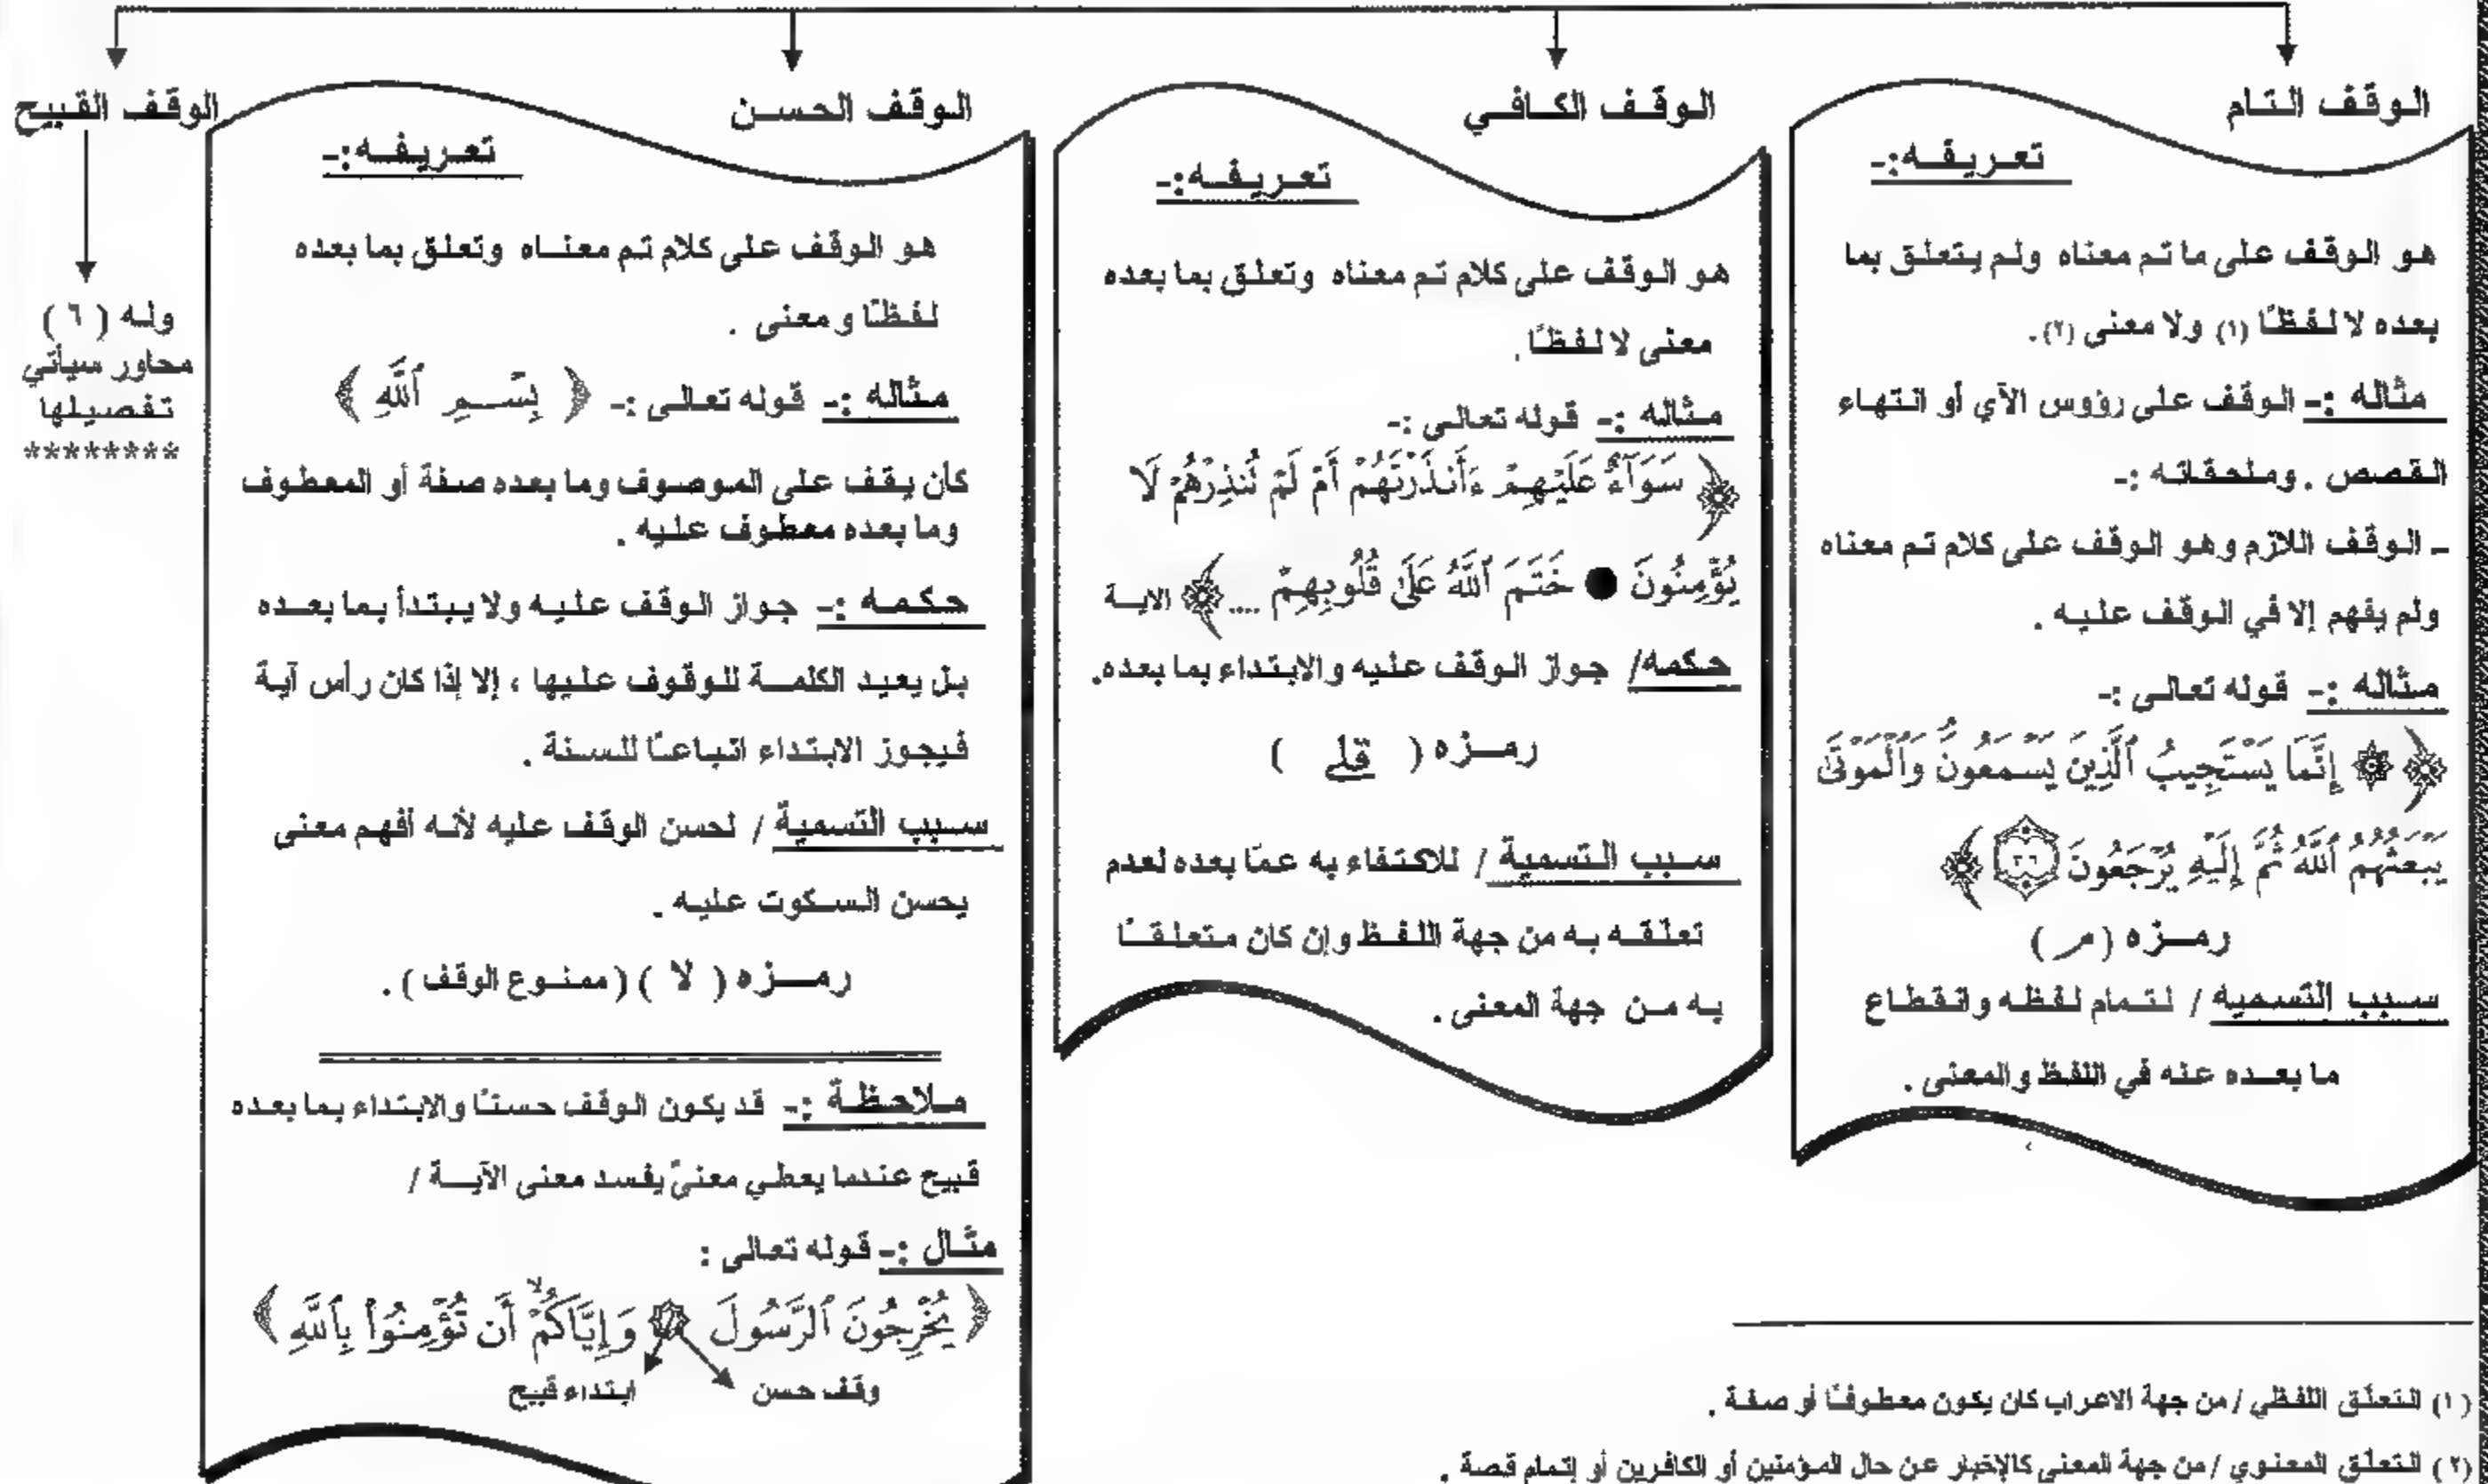 الوقف التام
تعريفه:-
هو الوقف على ما تم معناه ولم يتعلق بما
بعده لا لفظًا (١) ولا معنى (٢).
مثاله :- الوقف على رؤوس الآي أو انتهاء
القصص . وملحقاته :-
- الوقف اللازم وهو الوقف على كلام تم معناه
ولم يفهم إلا في الوقف عليه .
مثاله :- قوله تعالى :-
﴿ ۞ إِنَّمَا يَسْتَجِيبُ ٱلَّذِينَ يَسْمَعُونَۘ وَٱلْمَوْتَىٰ
يَبْعَثُهُمُ ٱللَّهُ ثُمَّ إِلَيْهِ يُرْجَعُونَ ٣٦ ﴾
رمزه (م)
سبب التسميه / لتمام لفظه وانقطاع
ما بعده عنه في اللفظ والمعنى .
الوقف الكافي
تعريفه:-
هو الوقف على كلام تم معناه وتعلق بما بعده
معنى لا لفظًا .
مثاله :- قوله تعالى :-
﴿ سَوَآءٌ عَلَيْهِمْ ءَأَنذَرْتَهُمْ أَمْ لَمْ تُنذِرْهُمْ لَا
يُؤْمِنُونَ ● خَتَمَ ٱللَّهُ عَلَىٰ قُلُوبِهِمْ .... ﴾ الاية
حكمه/ جواز الوقف عليه والابتداء بما بعده.
رمزه ( قلى )
سبب التسمية / للاكتفاء به عمّا بعده لعدم
تعلّقه به من جهة اللفظ وإن كان متعلقًا
به من جهة المعنى .
الوقف الحسن
تعريفه:-
هو الوقف على كلام تم معناه وتعلق بما بعده
لفظًا ومعنى .
مثاله :- قوله تعالى :- ﴿ بِسْمِ ٱللَّهِ ﴾
كأن يقف على الموصوف وما بعده صفة أو المعطوف
وما بعده معطوف عليه .
حكمه :- جواز الوقف عليه ولا يبتدأ بما بعده
بل يعيد الكلمة للوقوف عليها ، إلا إذا كان رأس آية
فيجوز الابتداء اتباعًا للسنة .
سبب التسمية / لحسن الوقف عليه لأنه أفهم معنى
يحسن السكوت عليه .
رمزه ( لا ) ( ممنوع الوقف ) .
ملاحظة :- قد يكون الوقف حسنًا والابتداء بما بعده
قبيح عندما يعطي معنىً يفسد معنى الآية /
مثال :- قوله تعالى :
﴿ يُخْرِجُونَ ٱلرَّسُولَ ۞ وَإِيَّاكُمْۙ أَن تُؤْمِنُوا۟ بِٱللَّهِ ﴾
وقف حسن ابتداء قبيح
الوقف القبيح
وله ( ٦ )
محاور سيأتي
تفصيلها
********
(١) التعلّق اللفظي / من جهة الاعراب كان يكون معطوفًا أو صفة .
(٢) التعلّق المعنوي / من جهة المعنى كالإخبار عن حال المؤمنين أو الكافرين أو إتمام قصة .